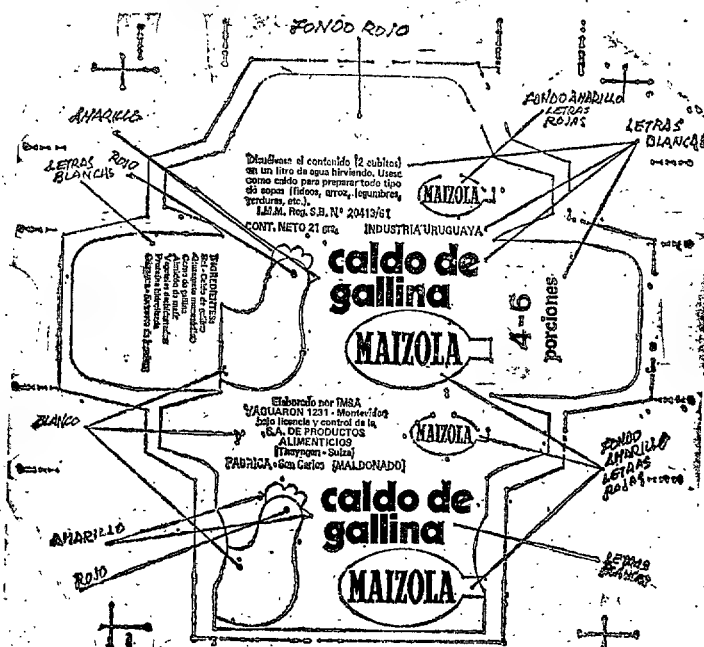 FONDO ROJO
AMARILLO
FONDO AMARILLO
LETRAS
ROJAS
LETRAS
BLANCAS
LETRAS
BLANCAS
ROJO
Disuélvase el contenido (2 cubitos)
en un litro de agua hirviendo. Usese
como caldo para preparar todo tipo
de sopas (fideos, arroz, legumbres,
verduras, etc.).
I.M.M. Reg. S.B. N° 20413/61
CONT. NETO 21 grs.
INDUSTRIA URUGUAYA
MAIZOLA
INGREDIENTES:
caldo de
gallina
MAIZOLA
4-6
porciones
BLANCO
Elaborado por IMSA
YAGUARON 1231 - Montevideo
bajo licencia y control de la
S.A. DE PRODUCTOS
ALIMENTICIOS
(Thayngen - Suiza)
FABRICA - San Carlos (MALDONADO)
MAIZOLA
FONDO
AMARILLO
LETRAS
ROJAS
caldo de
gallina
MAIZOLA
AMARILLO
ROJO
LETRAS
BLANCAS